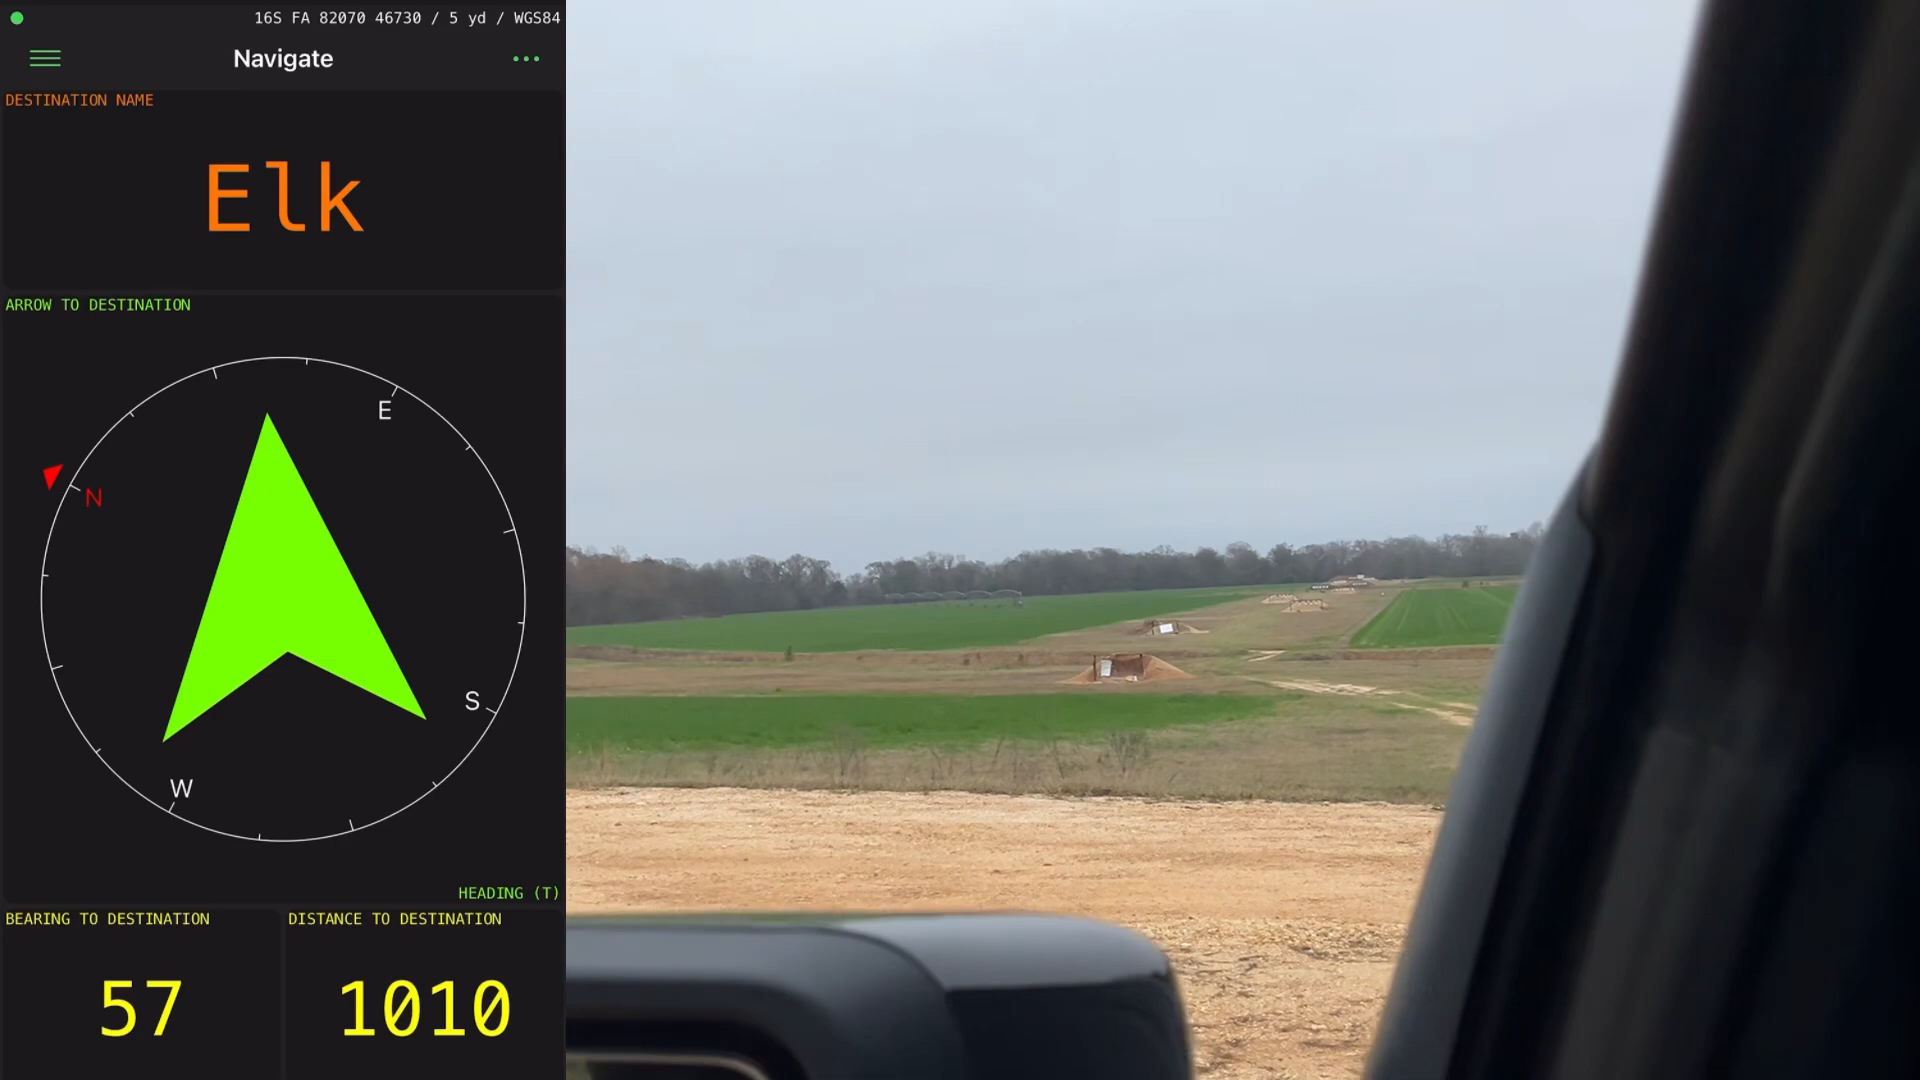 16S FA 82070 46730 / 5 yd / WGS84
Navigate
DESTINATION NAME
Elk
ARROW TO DESTINATION
E
N
S
W
HEADING (T)
BEARING TO DESTINATION
DISTANCE TO DESTINATION
57
1010